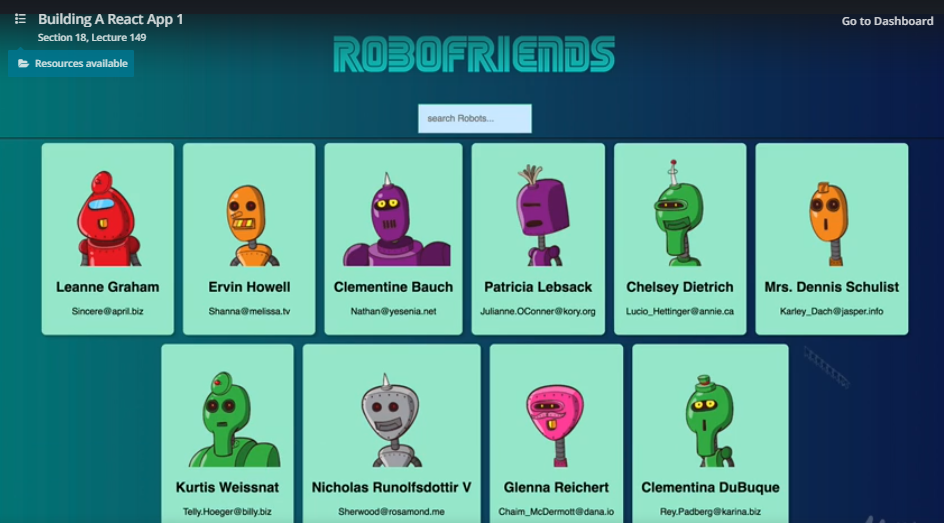 Building A React App 1
Go to Dashboard
Section 18, Lecture 149
Resources available
ROBOFRIENDS
search Robots...
Leanne Graham
Sincere@april.biz
Ervin Howell
Shanna@melissa.tv
Clementine Bauch
Nathan@yesenia.net
Patricia Lebsack
Julianne.OConner@kory.org
Chelsey Dietrich
Lucio_Hettinger@annie.ca
Mrs. Dennis Schulist
Karley_Dach@jasper.info
Kurtis Weissnat
Telly.Hoeger@billy.biz
Nicholas Runolfsdottir V
Sherwood@rosamond.me
Glenna Reichert
Chaim_McDermott@dana.io
Clementina DuBuque
Rey.Padberg@karina.biz